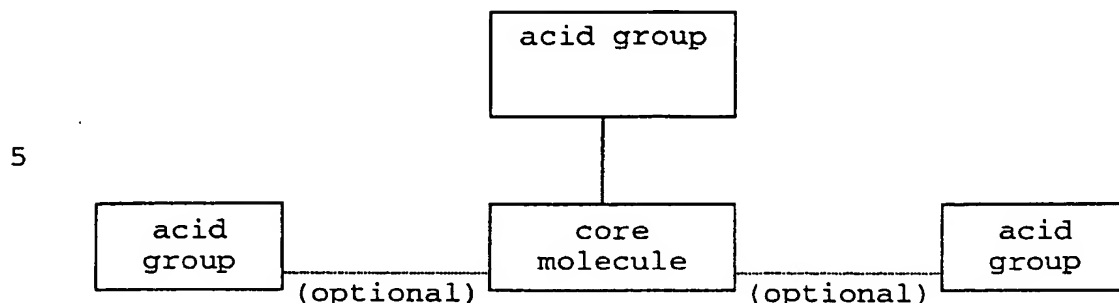 acid group
5
acid group
core molecule
acid group
(optional)
(optional)